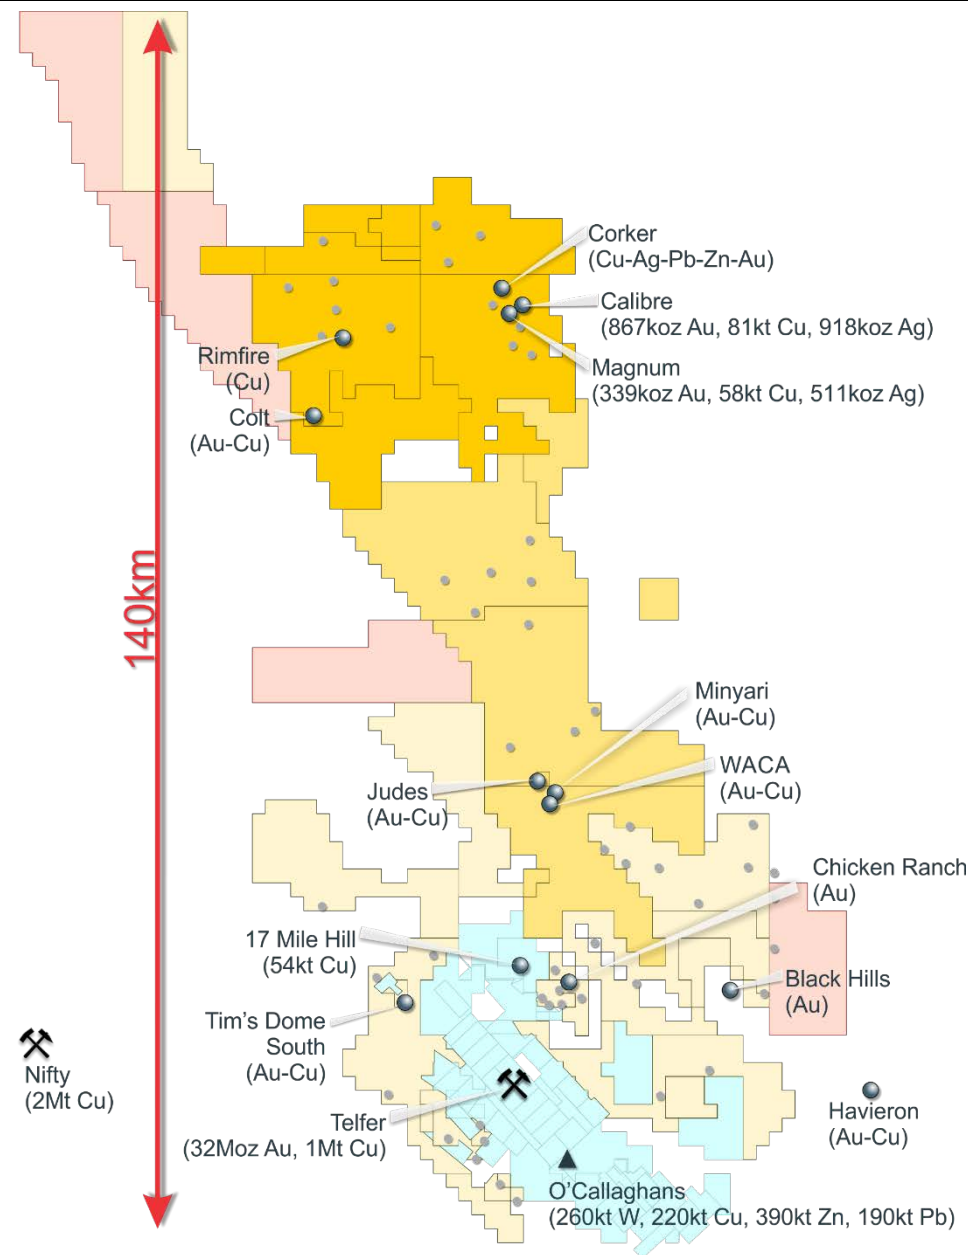 Corker
(Cu-Ag-Pb-Zn-Au)
Calibre
(867koz Au, 81kt Cu, 918koz Ag)
Rimfire
(Cu)
Magnum
(339koz Au, 58kt Cu, 511koz Ag)
Colt
(Au-Cu)
140km
Minyari
(Au-Cu)
WACA
(Au-Cu)
Judes
(Au-Cu)
Chicken Ranch
(Au)
17 Mile Hill
(54kt Cu)
Black Hills
(Au)
Tim's Dome
South
(Au-Cu)
Nifty
(2Mt Cu)
Havieron
(Au-Cu)
Telfer
(32Moz Au, 1Mt Cu)
O'Callaghans
(260kt W, 220kt Cu, 390kt Zn, 190kt Pb)